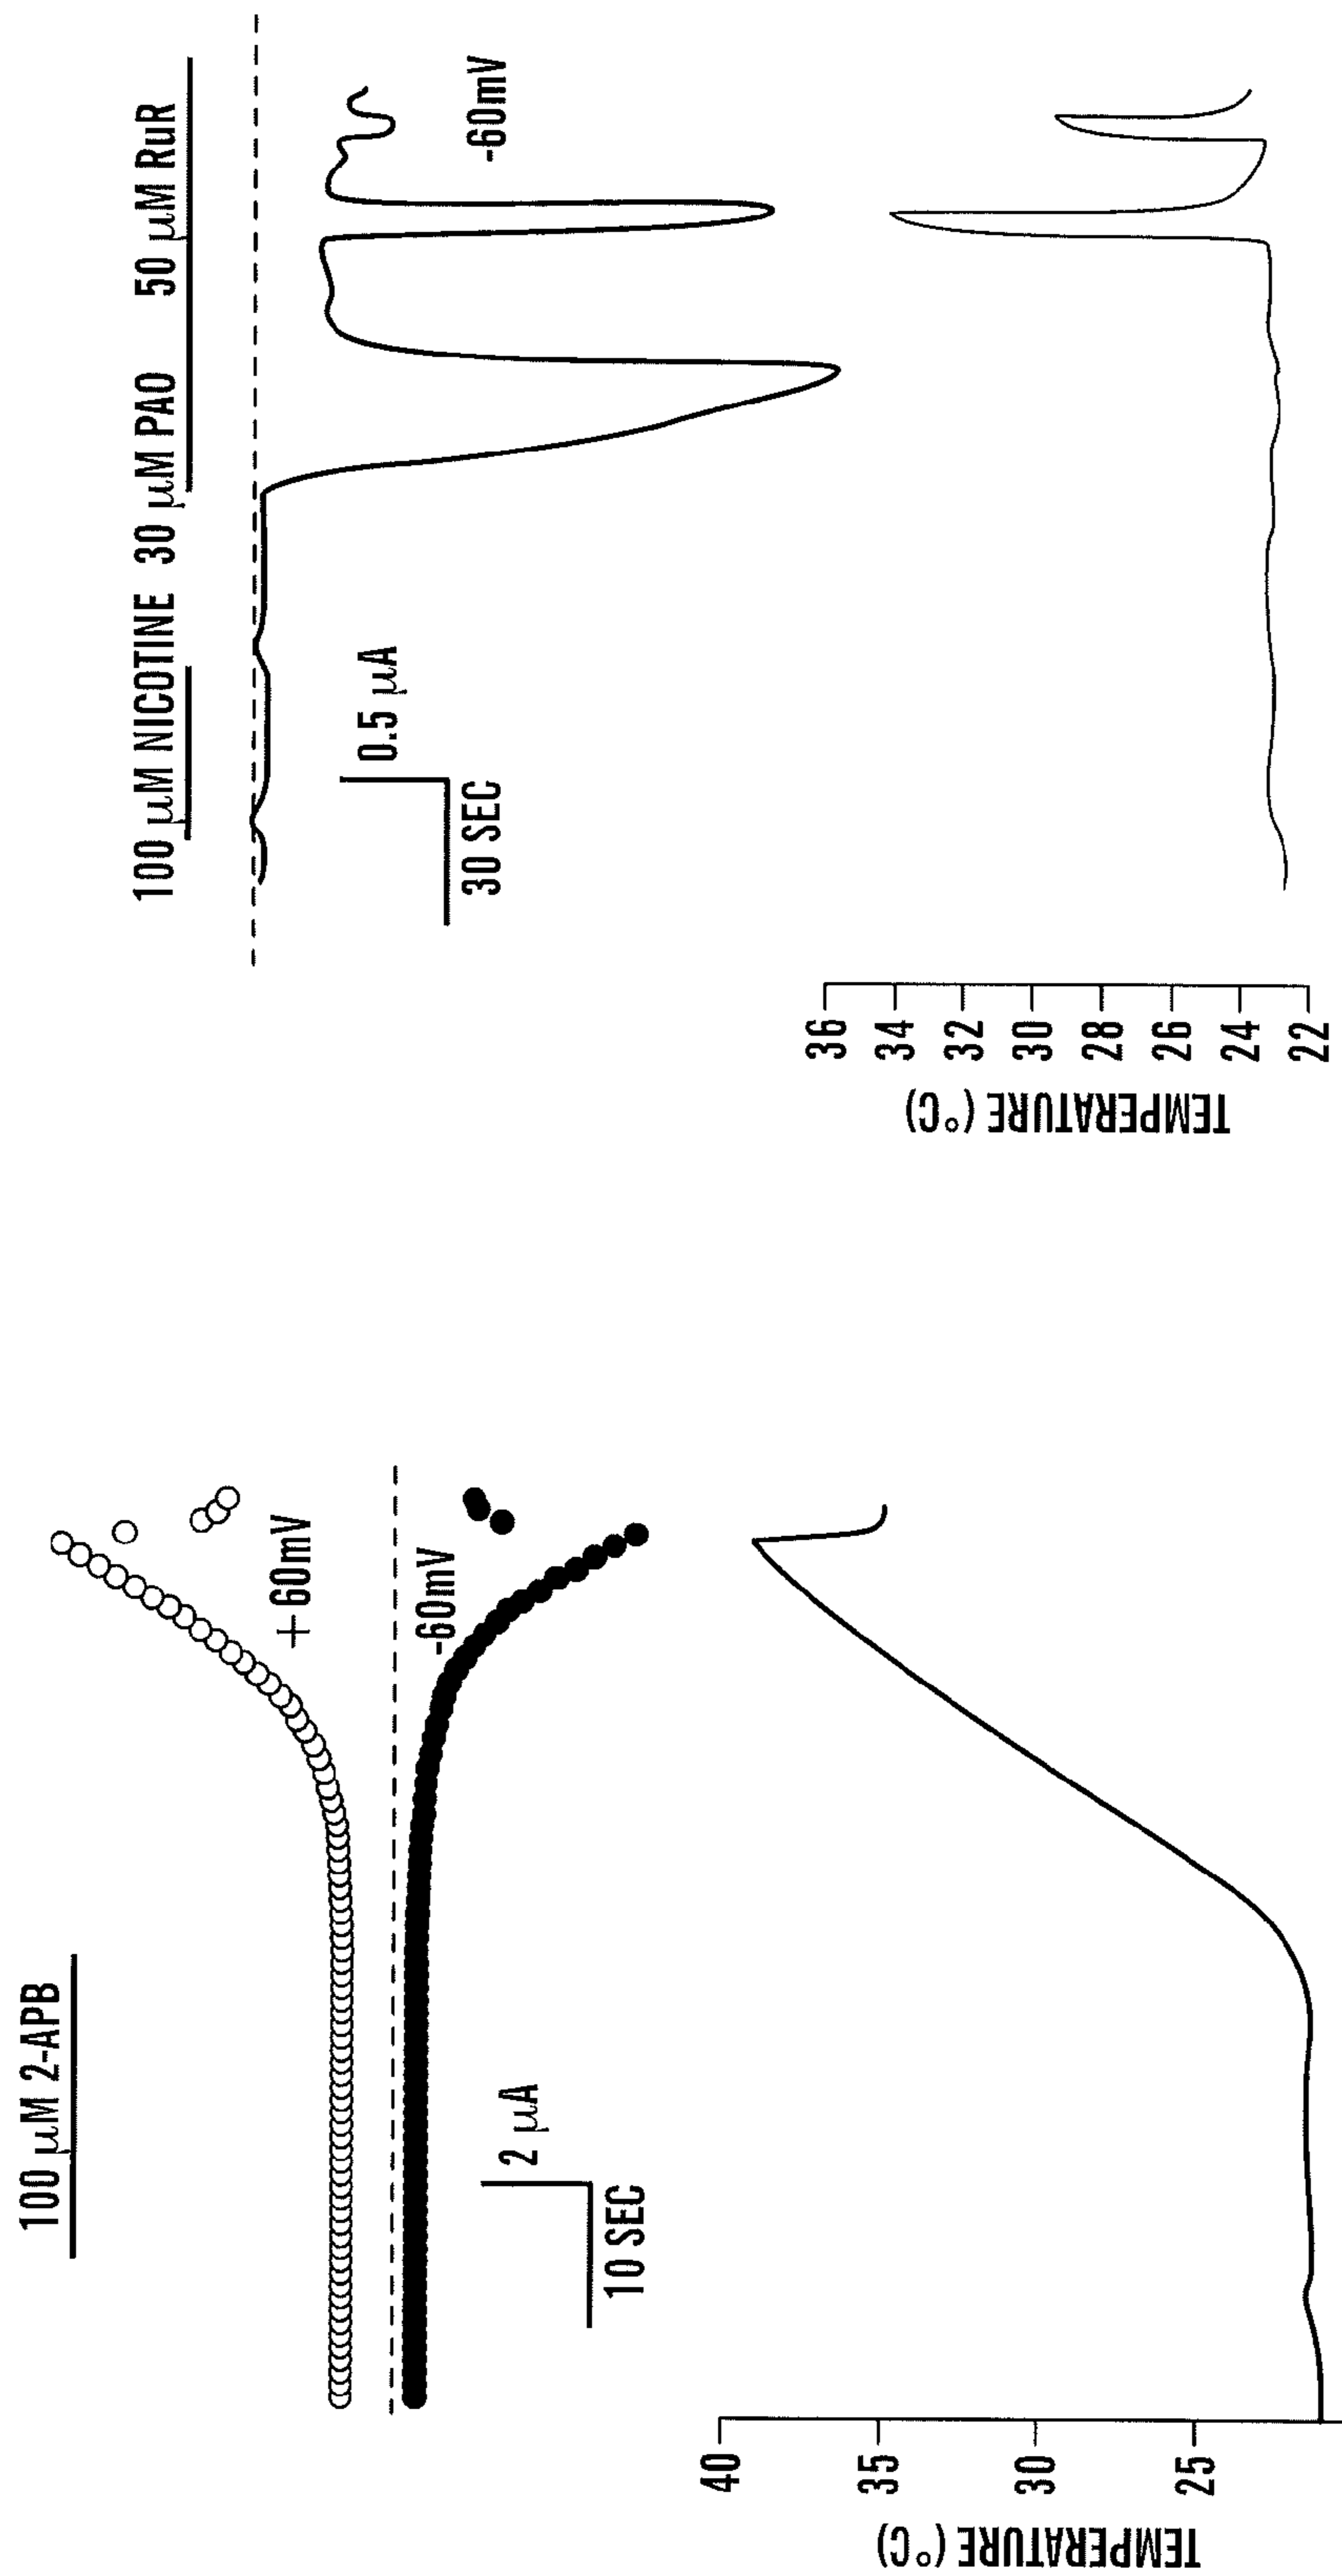 100 µM 2-APB
+60mV
-60mV
2 µA
10 SEC
40
35
30
25
TEMPERATURE (°C)
100 µM NICOTINE 30 µM PAO 50 µM RuR
-60mV
0.5 µA
30 SEC
36
34
32
30
28
26
24
22
TEMPERATURE (°C)